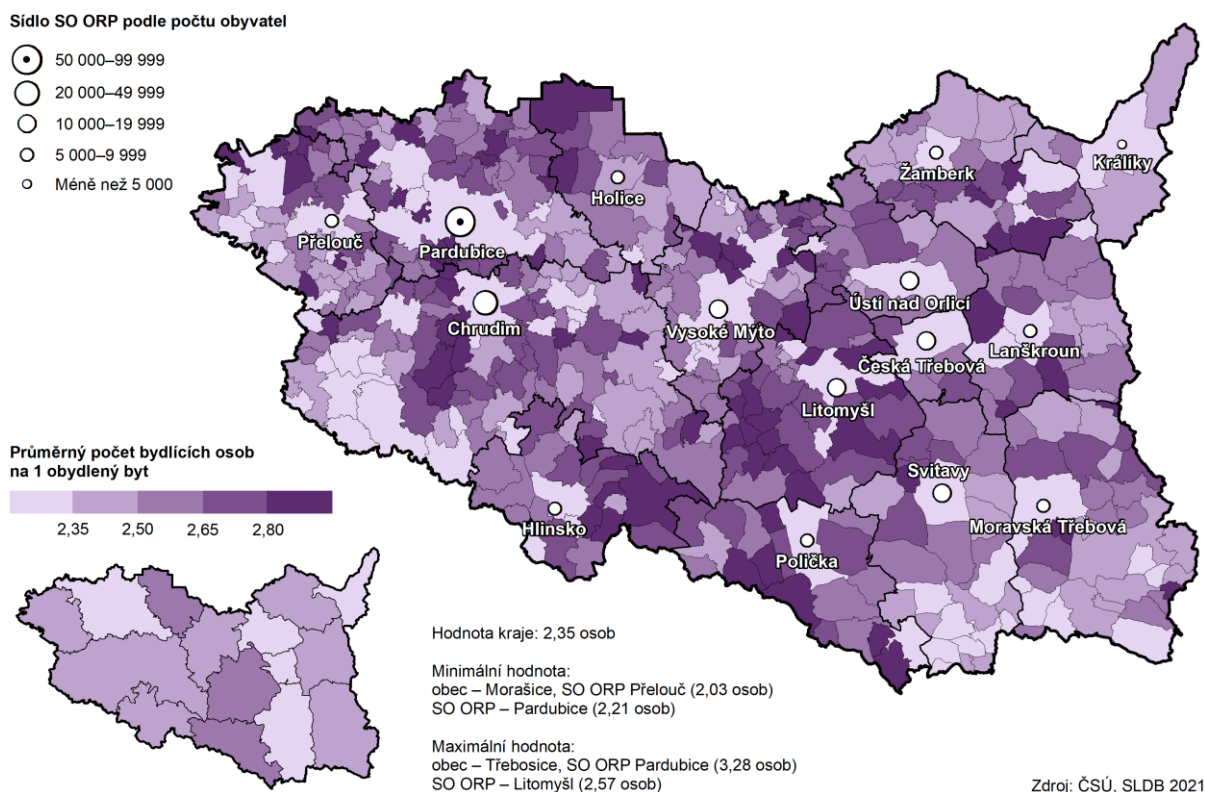 Sídlo SO ORP podle počtu obyvatel
50 000–99 999
20 000–49 999
10 000–19 999
5 000–9 999
Méně než 5 000
Králíky
Žamberk
Holice
Přelouč
Pardubice
Ústí nad Orlicí
Chrudim
Vysoké Mýto
Česká Třebová
Lanškroun
Litomyšl
Svitavy
Moravská Třebová
Hlinsko
Polička
Průměrný počet bydlících osob
na 1 obydlený byt
2,35 2,50 2,65 2,80
Hodnota kraje: 2,35 osob
Minimální hodnota:
obec – Morašice, SO ORP Přelouč (2,03 osob)
SO ORP – Pardubice (2,21 osob)
Maximální hodnota:
obec – Třebosice, SO ORP Pardubice (3,28 osob)
SO ORP – Litomyšl (2,57 osob)
Zdroj: ČSÚ, SLDB 2021